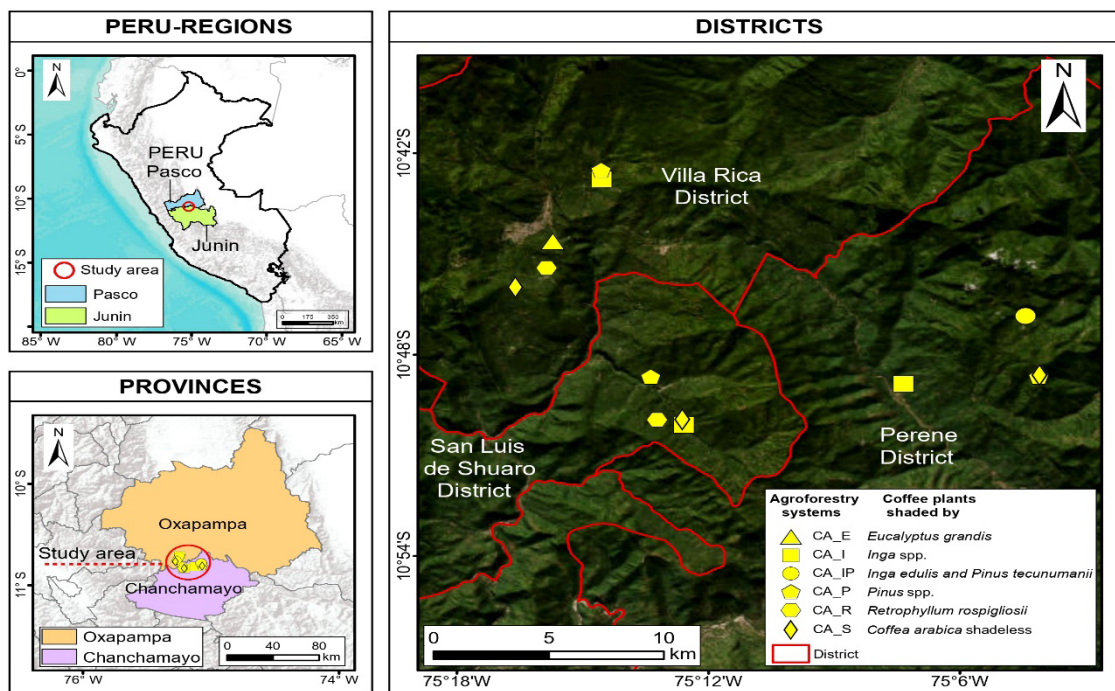 PERU-REGIONS
N
0°
5° S
10° S
15° S
PERU
Pasco
Junin
Study area
Pasco
Junin
0 175 350
km
85° W
80° W
75° W
70° W
65° W
PROVINCES
N
10° S
11° S
Oxapampa
Study area
Chanchamayo
Oxapampa
Chanchamayo
0 40 80
km
76° W
74° W
DISTRICTS
N
10°42'S
10°48'S
10°54'S
Villa Rica
District
San Luis
de Shuaro
District
Perene
District
Agroforestry systems Coffee plants shaded by
CA_E Eucalyptus grandis
CA_I Inga spp.
CA_IP Inga edulis and Pinus tecunumanii
CA_P Pinus spp.
CA_R Retrophyllum rospigliosii
CA_S Coffea arabica shadeless
District
0 5 10
km
75°18'W
75°12'W
75°6'W